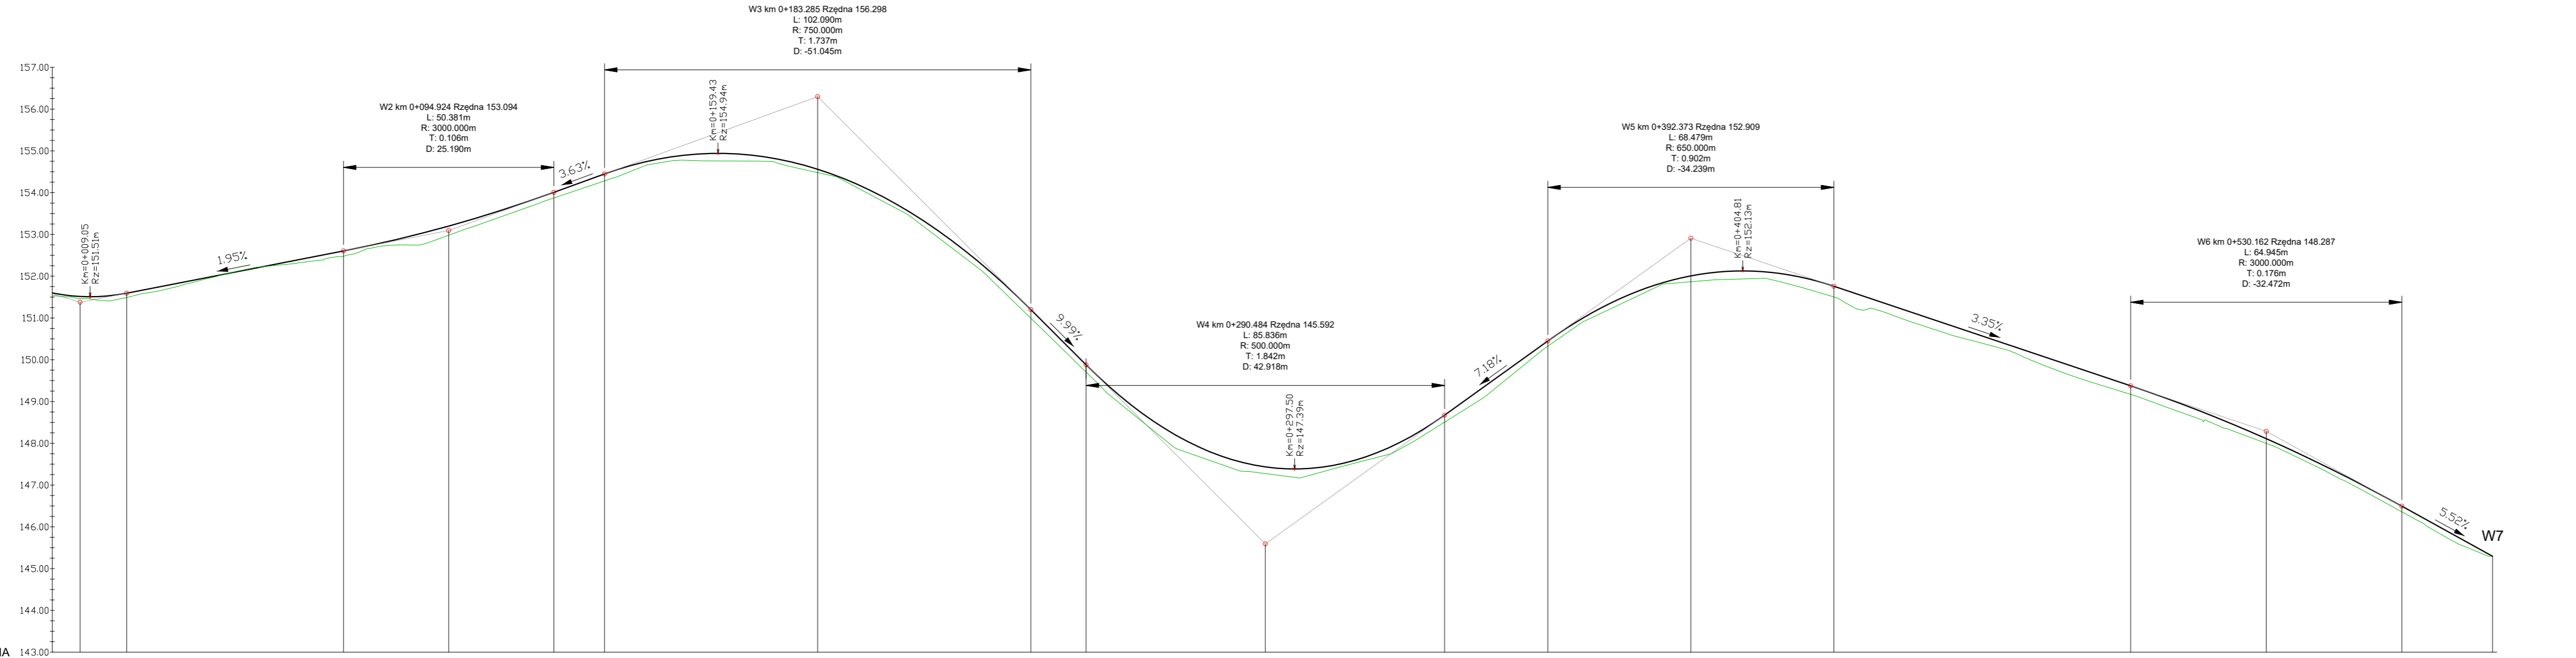 W3 km 0+183.285 Rzędna 156.298
L: 102.090m
R: 750.000m
T: 1.737m
D: -51.045m
W2 km 0+094.924 Rzędna 153.094
L: 50.381m
R: 3000.000m
T: 0.106m
D: 25.190m
W5 km 0+392.373 Rzędna 152.909
L: 68.479m
R: 650.000m
T: 0.902m
D: -34.239m
W6 km 0+530.162 Rzędna 148.287
L: 64.945m
R: 3000.000m
T: 0.176m
D: -32.472m
W4 km 0+290.484 Rzędna 145.592
L: 85.836m
R: 500.000m
T: 1.842m
D: 42.918m
Km=0+009.05
Rz=151.51m
1.95%
3.63%
Km=0+159.43
Rz=154.94m
9.99%
Km=0+297.50
Rz=147.39m
7.18%
Km=0+404.81
Rz=152.13m
3.35%
5.52%
W7
157.00
156.00
155.00
154.00
153.00
152.00
151.00
150.00
149.00
148.00
147.00
146.00
145.00
144.00
143.00